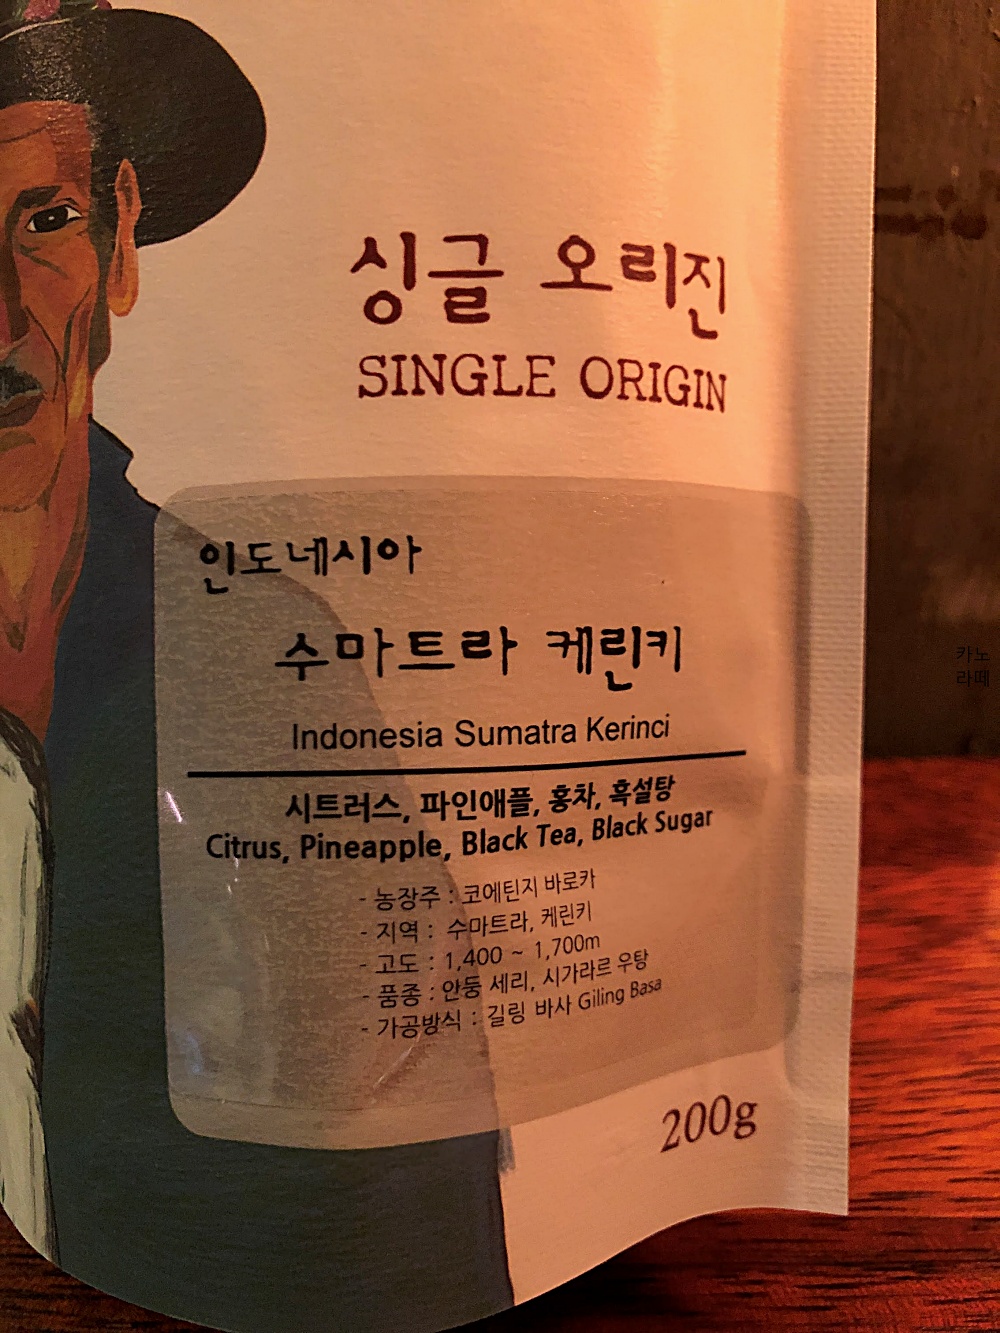 싱글 오리진
SINGLE ORIGIN
인도네시아
수마트라 케린키
Indonesia Sumatra Kerinci
시트러스, 파인애플, 홍차, 흑설탕
Citrus, Pineapple, Black Tea, Black Sugar
- 농장주 : 코에틴지 바로카
- 지역 : 수마트라, 케린키
- 고도 : 1,400 ~ 1,700m
- 품종 : 안둥 세리, 시가라르 우탕
- 가공방식 : 길링 바사 Giling Basa
200g
카노
라떼